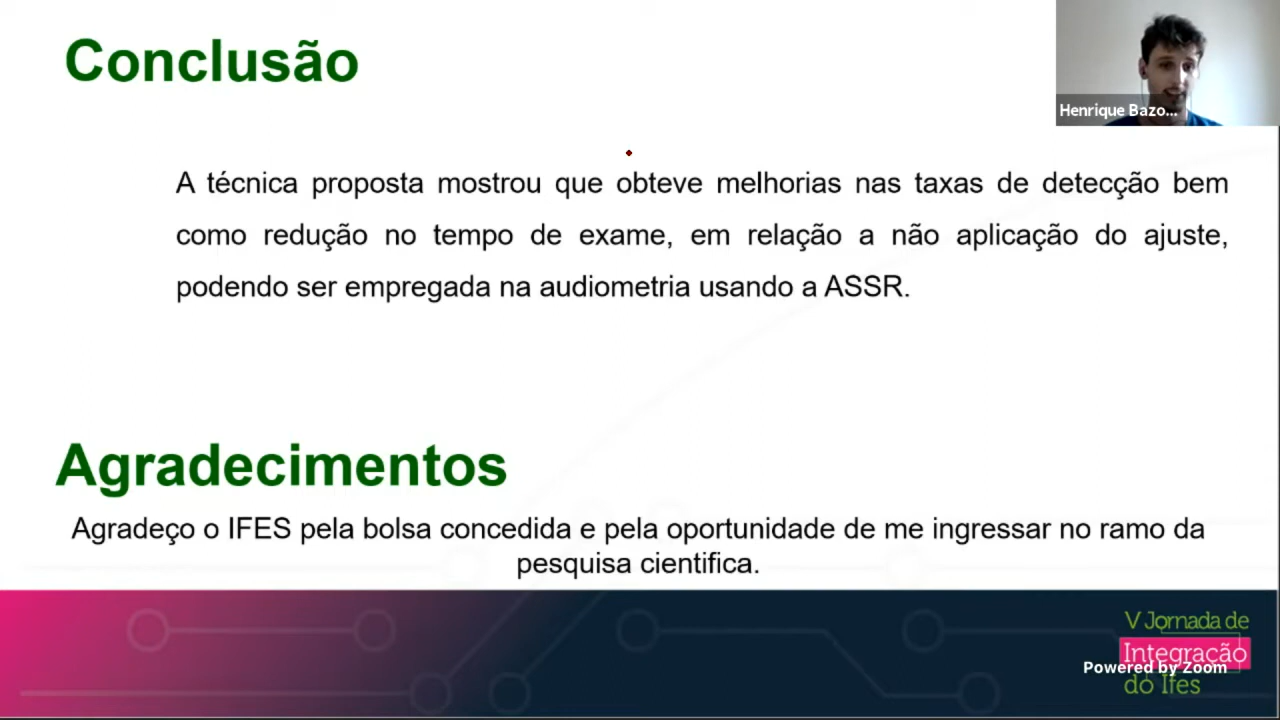 Conclusão
Henrique Bazo...
A técnica proposta mostrou que obteve melhorias nas taxas de detecção bem
como redução no tempo de exame, em relação a não aplicação do ajuste,
podendo ser empregada na audiometria usando a ASSR.
Agradecimentos
Agradeço o IFES pela bolsa concedida e pela oportunidade de me ingressar no ramo da
pesquisa cientifica.
V Jornada de
Integração
Powered by Zoom
do Ifes